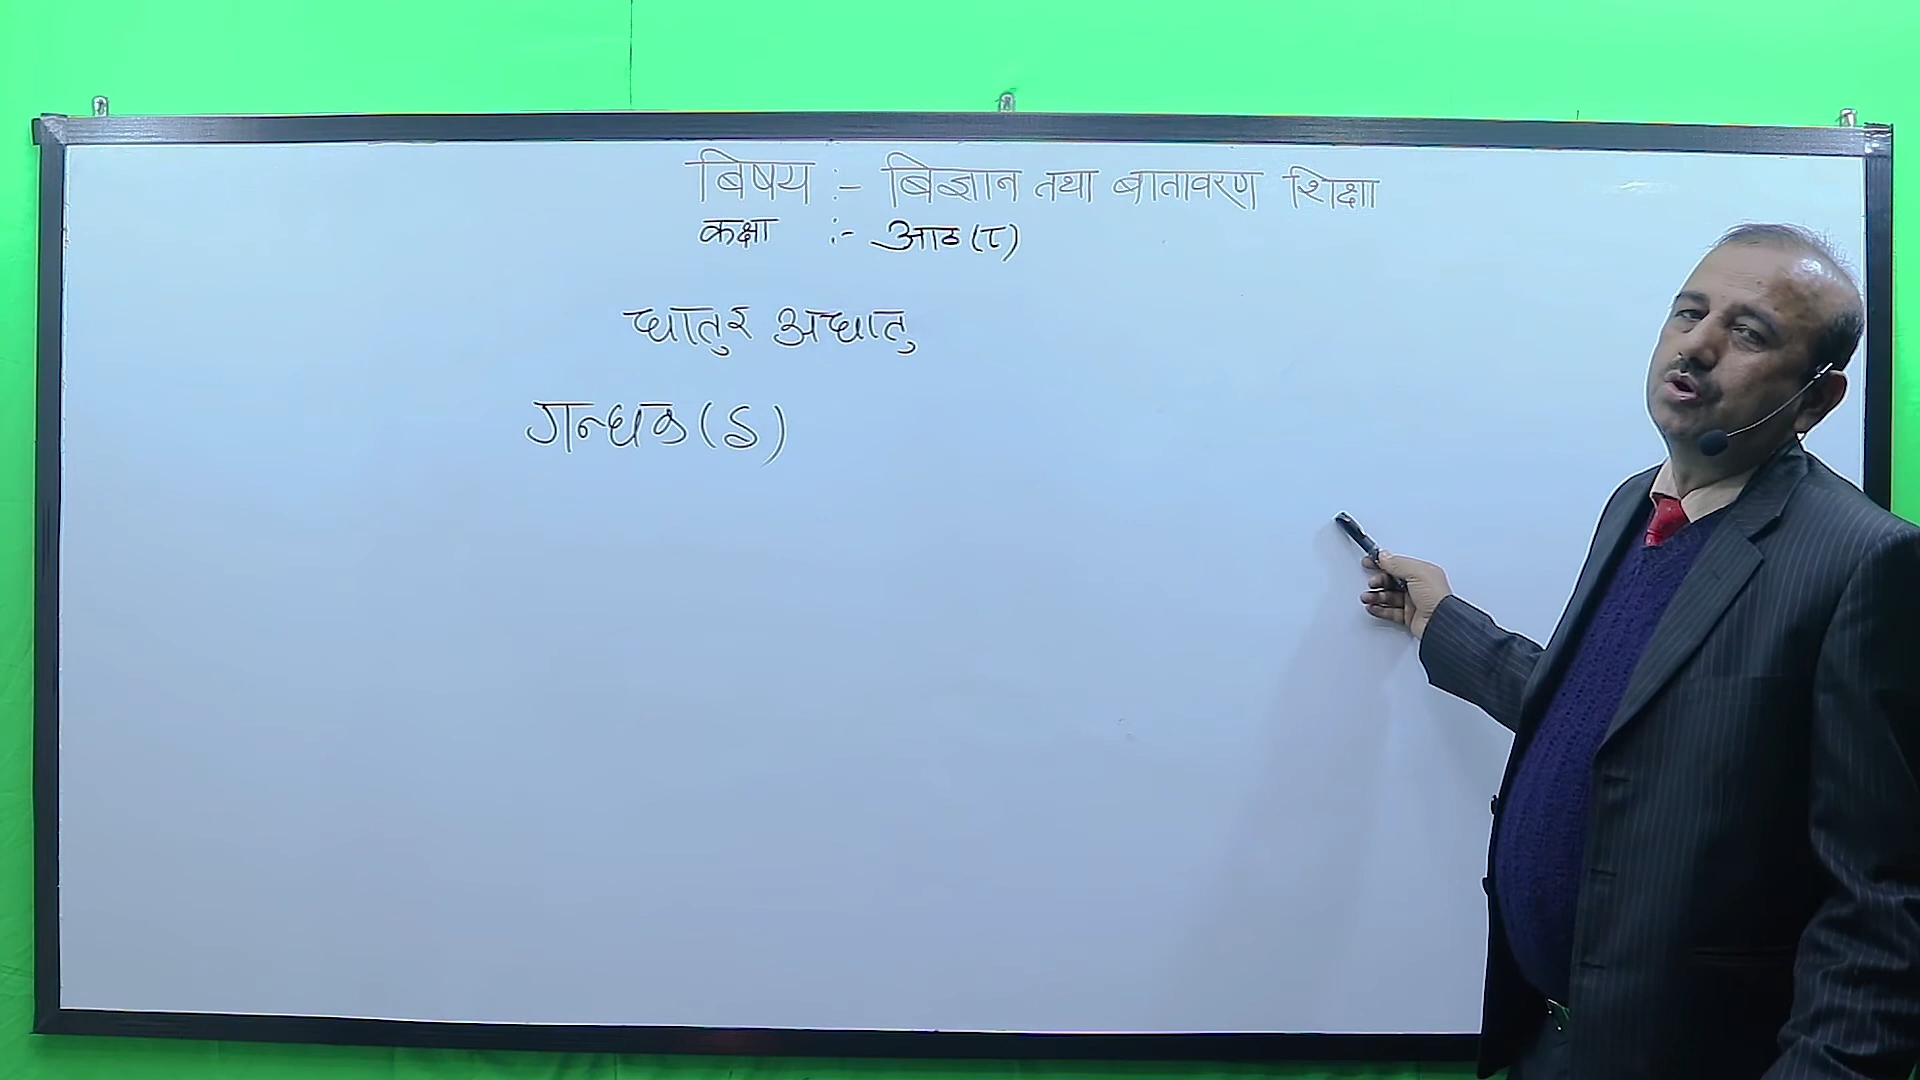 बिषय :- बिज्ञान तथा बातावरण शिक्षा
कक्षा :- आठ (८)
धातु र अधातु
गन्धक (S)